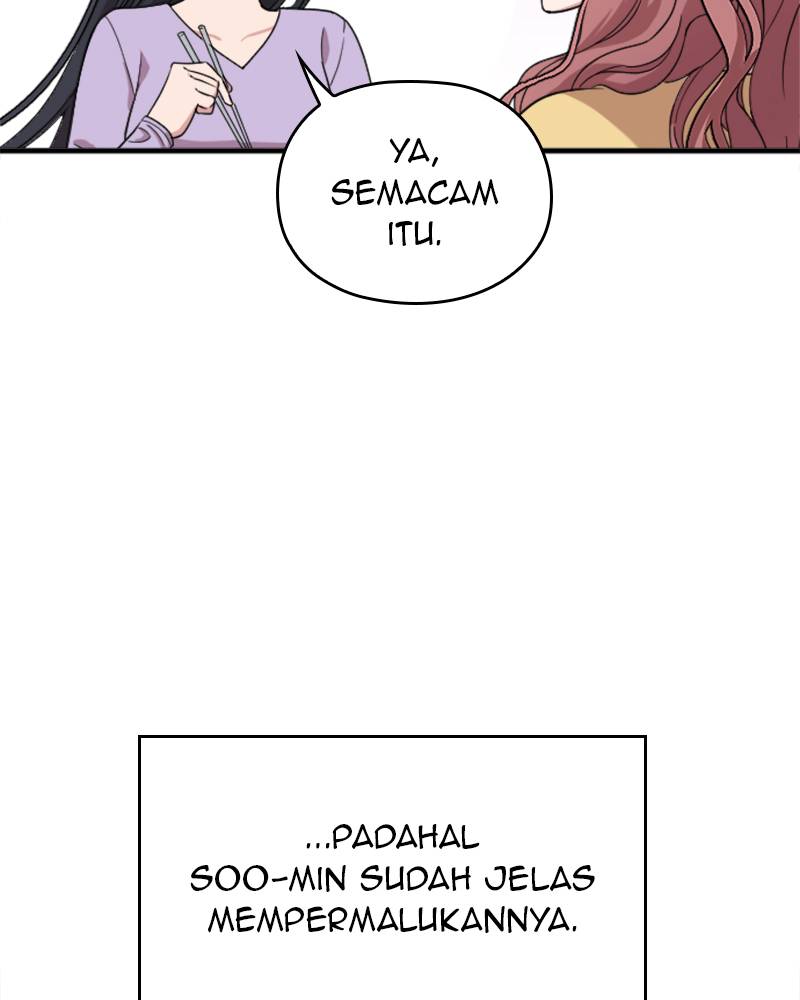 YA,
SEMACAM
ITU.
...PADAHAL
SOO-MIN SUDAH JELAS
MEMPERMALUKANNYA.